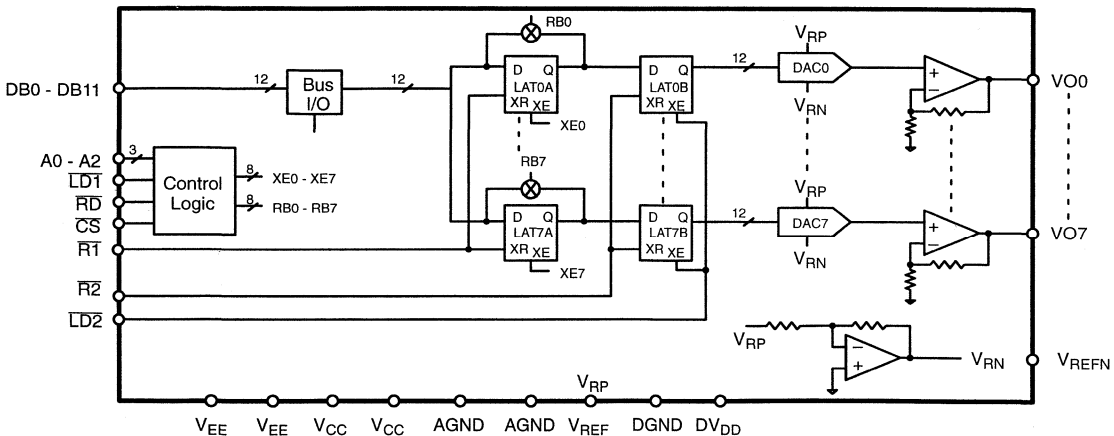 RB0
DB0 - DB11
12
Bus
I/O
12
D Q
LAT0A
XR XE
XE0
D Q
LAT0B
XR XE
12
VRP
DAC0
VRN
+
−
VO0
A0 - A2
3
LD1
RD
CS
R1
R2
LD2
Control
Logic
8
XE0 - XE7
8
RB0 - RB7
RB7
D Q
LAT7A
XR XE
XE7
D Q
LAT7B
XR XE
12
VRP
DAC7
VRN
+
−
VO7
VRP
−
+
VRN
VREFN
VRP
VEE
VEE
VCC
VCC
AGND
AGND
VREF
DGND
DVDD